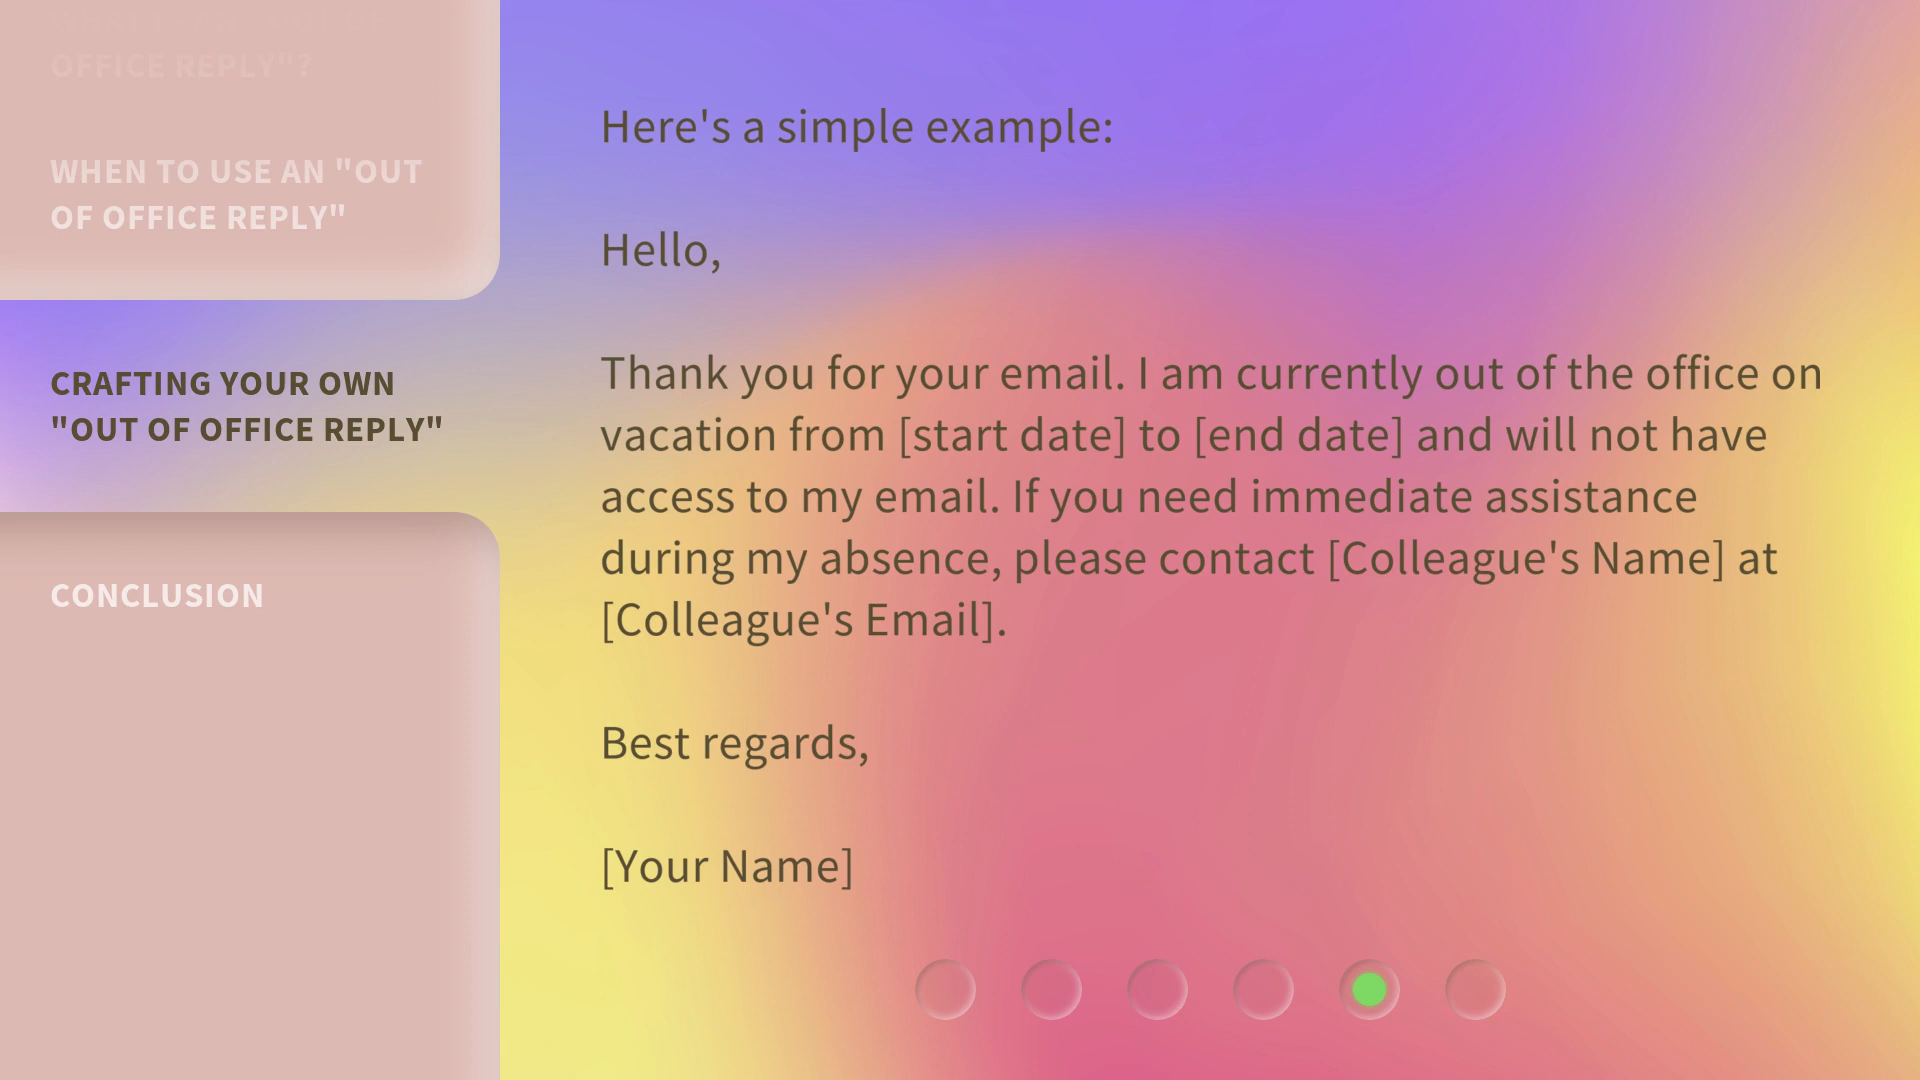 OFFICE REPLY"?
WHEN TO USE AN "OUT
OF OFFICE REPLY"
CRAFTING YOUR OWN
"OUT OF OFFICE REPLY"
CONCLUSION
Here's a simple example:
Hello,
Thank you for your email. I am currently out of the office on
vacation from [start date] to [end date] and will not have
access to my email. If you need immediate assistance
during my absence, please contact [Colleague's Name] at
[Colleague's Email].
Best regards,
[Your Name]